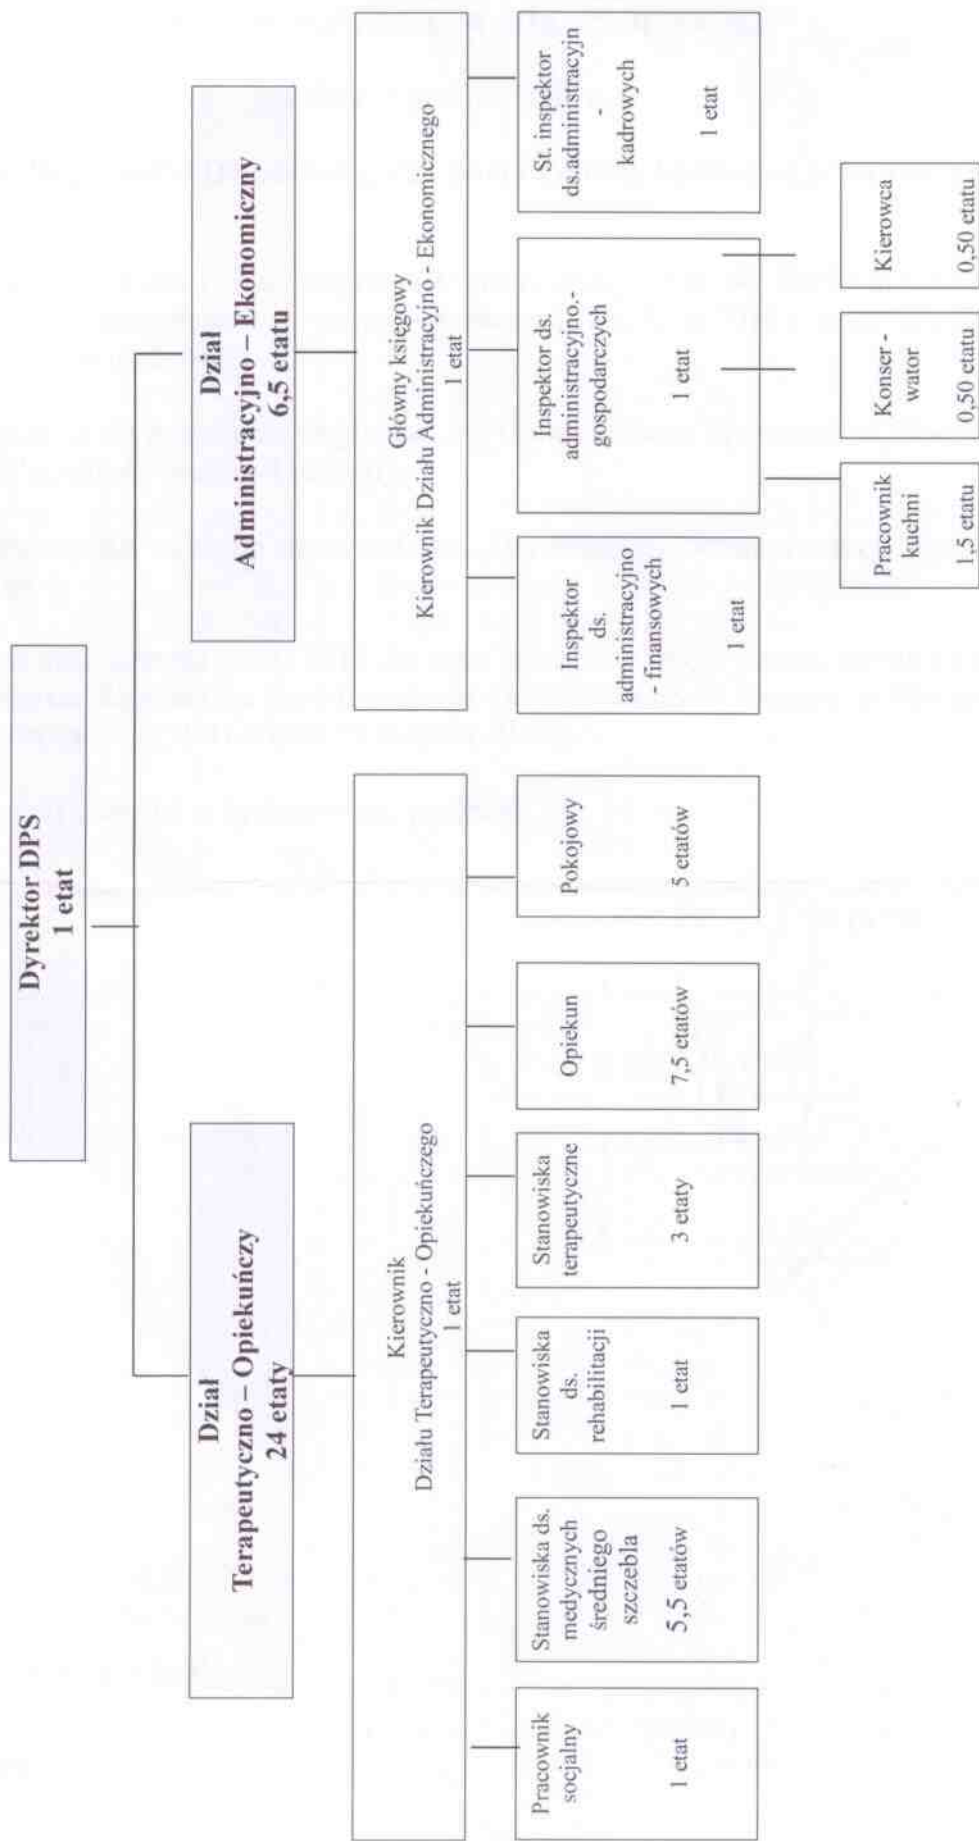 Dyrektor DPS
1 etat
Dział
Terapeutyczno – Opiekuńczy
24 etaty
Dział
Administracyjno – Ekonomiczny
6,5 etatu
Kierownik
Działu Terapeutyczno - Opiekuńczego
1 etat
Główny księgowy
Kierownik Działu Administracyjno - Ekonomicznego
1 etat
Pracownik
socjalny
1 etat
Stanowiska ds.
medycznych
średniego
szczebla
5,5 etatów
Stanowiska
ds.
rehabilitacji
1 etat
Stanowiska
terapeutyczne
3 etaty
Opiekun
7,5 etatów
Pokojowy
5 etatów
Inspektor
ds.
administracyjno
- finansowych
1 etat
Inspektor ds.
administracyjno.-
gospodarczych
1 etat
St. inspektor
ds.administracyjn
-
kadrowych
1 etat
Pracownik
kuchni
1,5 etatu
Konser -
wator
0,50 etatu
Kierowca
0,50 etatu